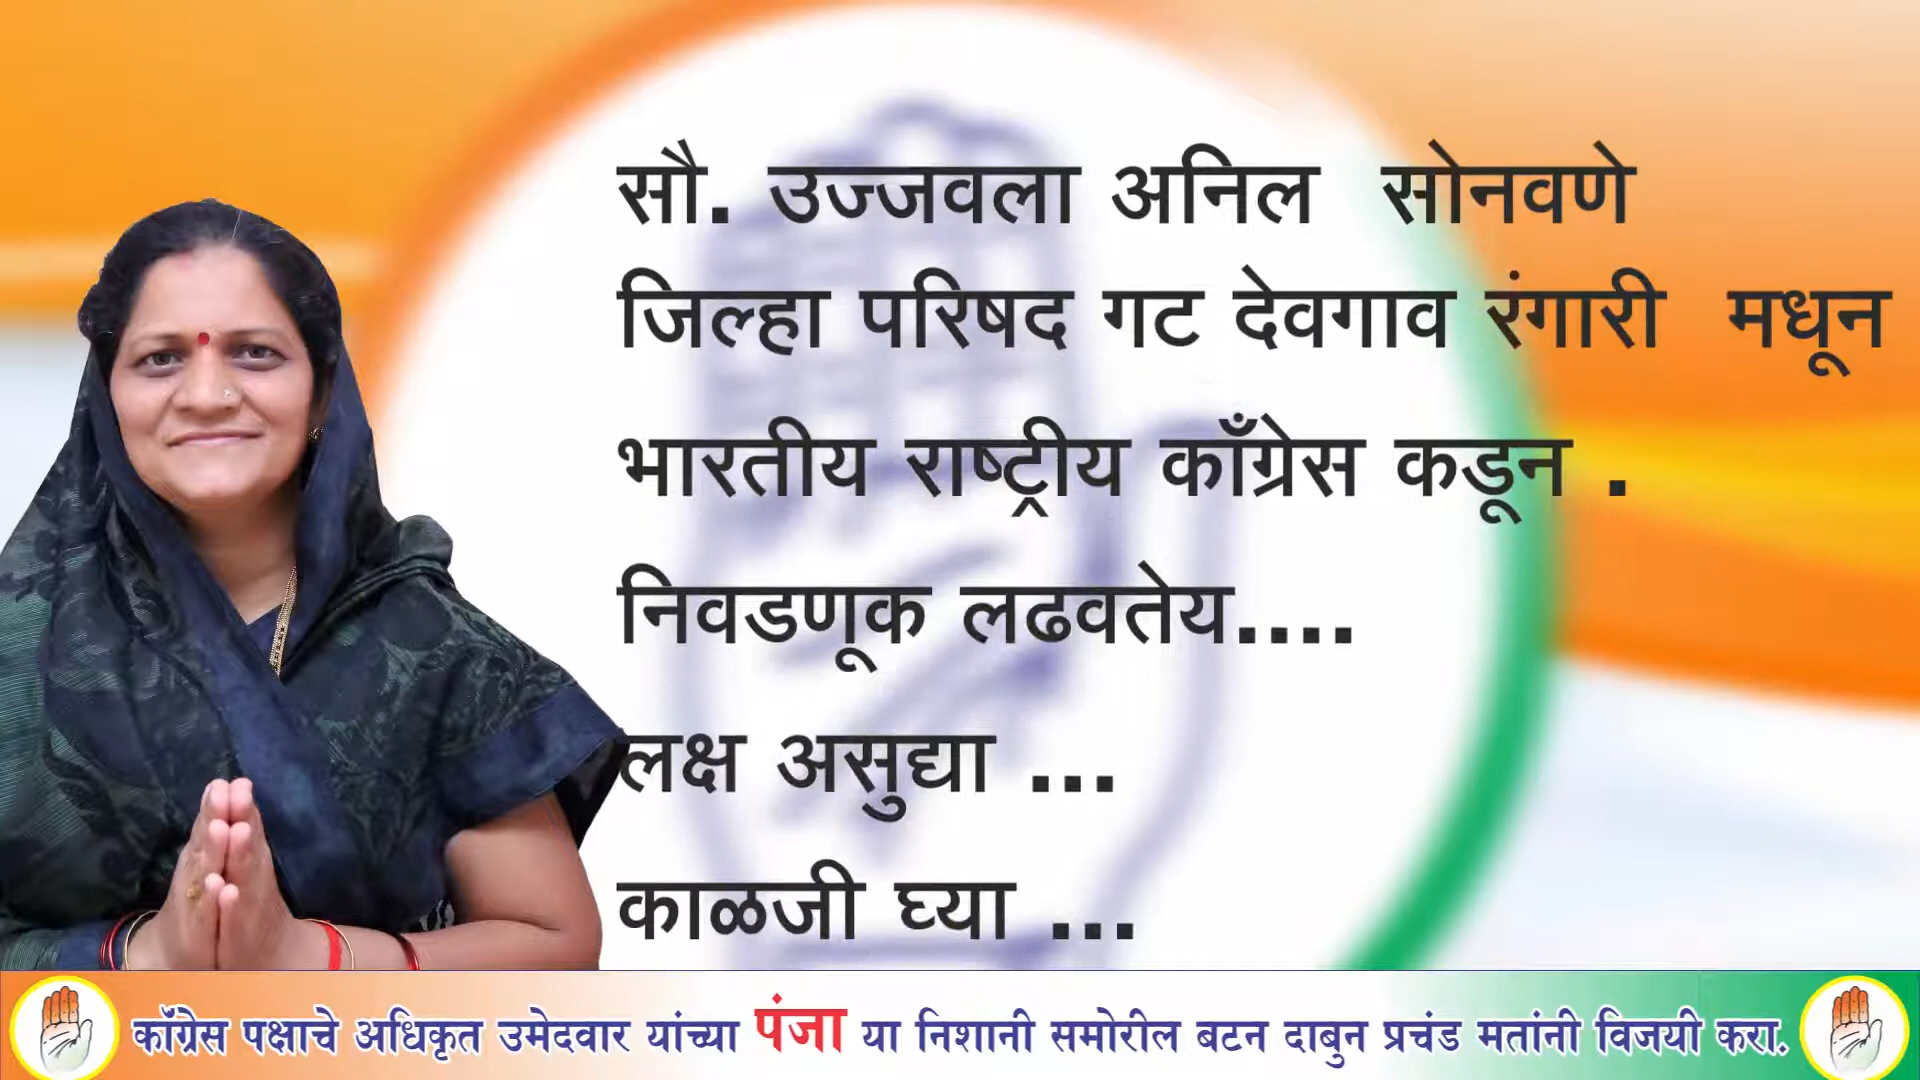 सौ. उज्जवला अनिल सोनवणे
जिल्हा परिषद गट देवगाव रंगारी मधून
भारतीय राष्ट्रीय काँग्रेस कडून .
निवडणूक लढवतेय....
लक्ष असुद्या ...
काळजी घ्या ...
कॉंग्रेस पक्षाचे अधिकृत उमेदवार यांच्या पंजा या निशानी समोरील बटन दाबुन प्रचंड मतांनी विजयी करा.